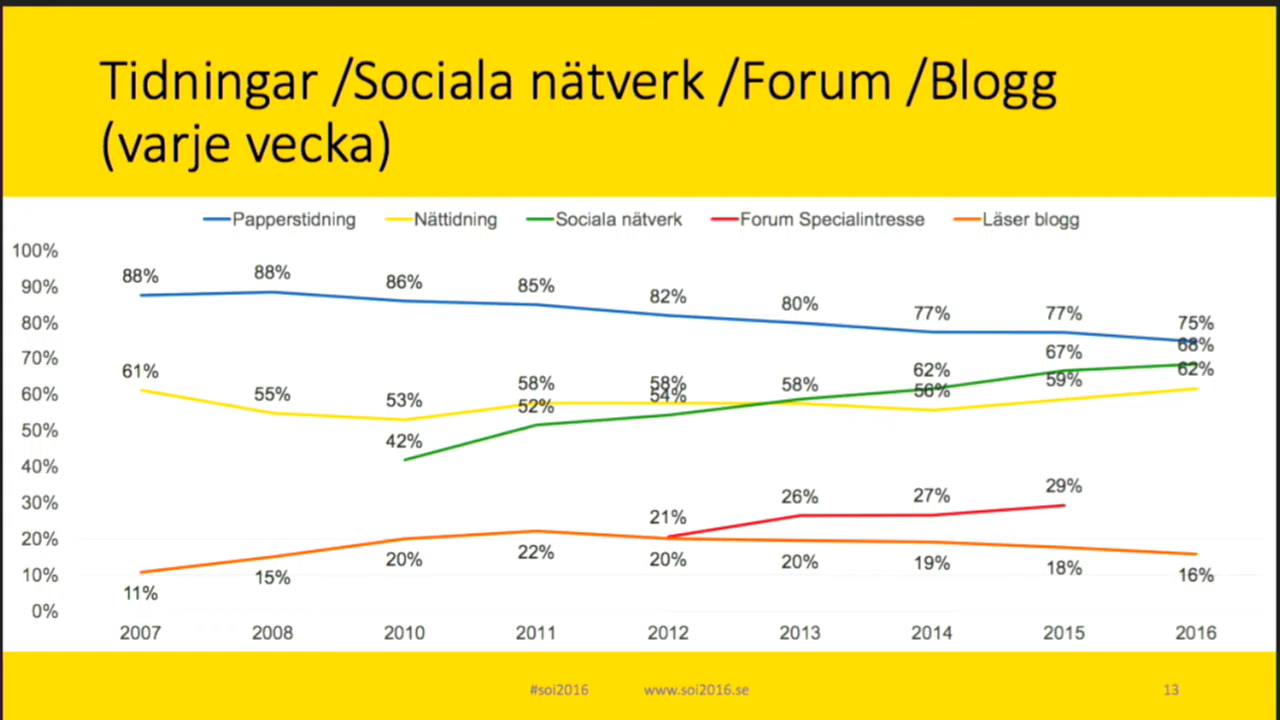 Tidningar /Sociala nätverk /Forum /Blogg
(varje vecka)
Papperstidning Nättidning Sociala nätverk Forum Specialintresse Läser blogg
100%
90%
80%
70%
60%
50%
40%
30%
20%
10%
0%
88% 88% 86% 85% 82% 80% 77% 77% 75%
61% 55% 53% 58% 58% 58% 56% 59% 62%
42% 52% 54% 62% 67% 68%
21% 26% 27% 29%
11% 15% 20% 22% 20% 20% 19% 18% 16%
2007 2008 2010 2011 2012 2013 2014 2015 2016
#soi2016 www.soi2016.se 13